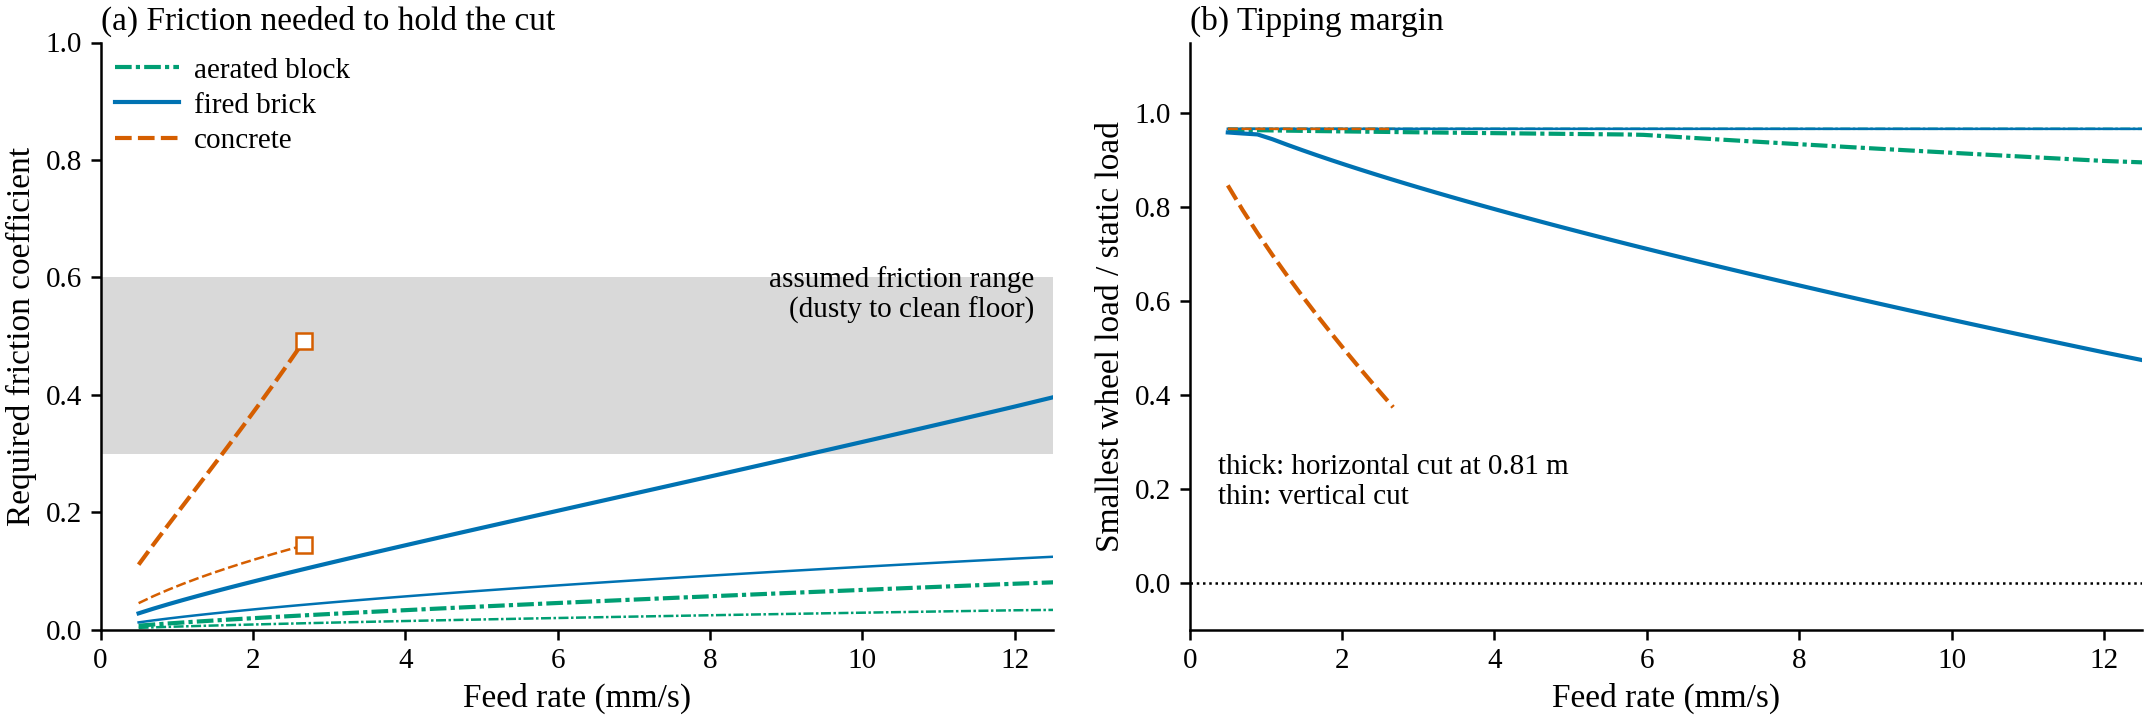 (a) Friction needed to hold the cut
Required friction coefficient
1.0
0.8
0.6
0.4
0.2
0.0
aerated block
fired brick
concrete
assumed friction range
(dusty to clean floor)
0 2 4 6 8 10 12
Feed rate (mm/s)
(b) Tipping margin
Smallest wheel load / static load
1.0
0.8
0.6
0.4
0.2
0.0
thick: horizontal cut at 0.81 m
thin: vertical cut
0 2 4 6 8 10 12
Feed rate (mm/s)